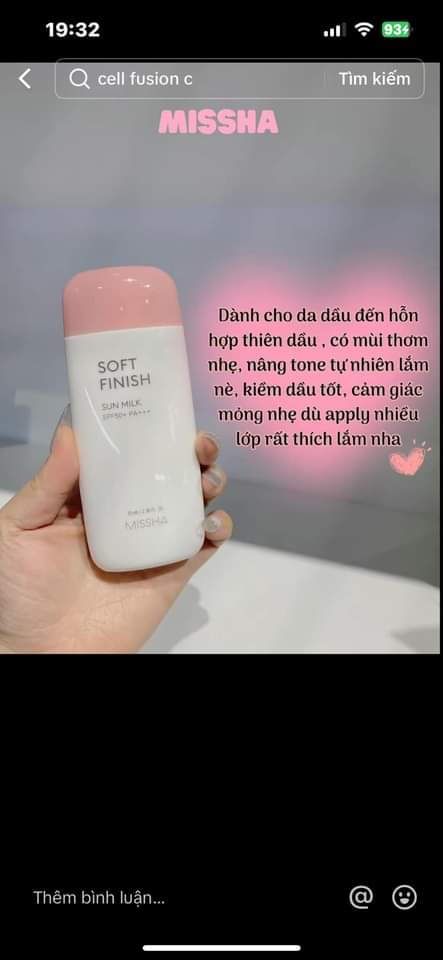 19:32
93
cell fusion c
Tìm kiếm
MISSHA
Dành cho da dầu đến hỗn
hợp thiên dầu , có mùi thơm
nhẹ, nâng tone tự nhiên lắm
nè, kiềm dầu tốt, cảm giác
mỏng nhẹ dù apply nhiều
lớp rất thích lắm nha
SOFT
FINISH
SUN MILK
SPF50+ PA+++
MISSHA
Thêm bình luận...
@